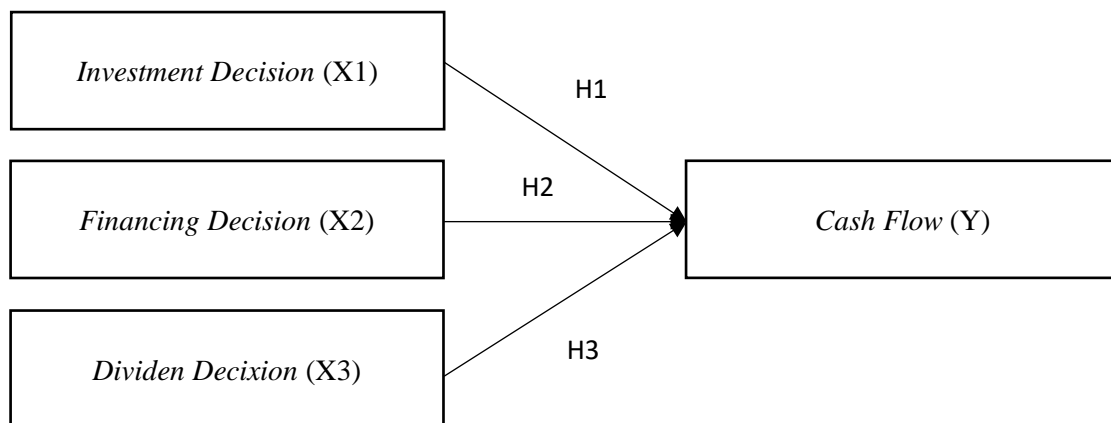 Investment Decision (X1)
H1
Financing Decision (X2)
H2
Cash Flow (Y)
Dividen Decixion (X3)
H3